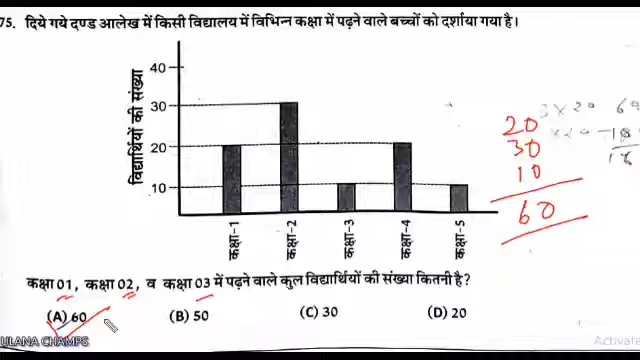 75. दिये गये दण्ड आलेख में किसी विद्यालय में विभिन्न कक्षा में पढ़ने वाले बच्चों को दर्शाया गया है।
विद्यार्थियों की संख्या
40
30
20
10
कक्षा-1
कक्षा-2
कक्षा-3
कक्षा-4
कक्षा-5
20
30
10
60
कक्षा 01, कक्षा 02, व कक्षा 03 में पढ़ने वाले कुल विद्यार्थियों की संख्या कितनी है?
(A) 60 (B) 50 (C) 30 (D) 20
ULANA CHAMPS
Activate